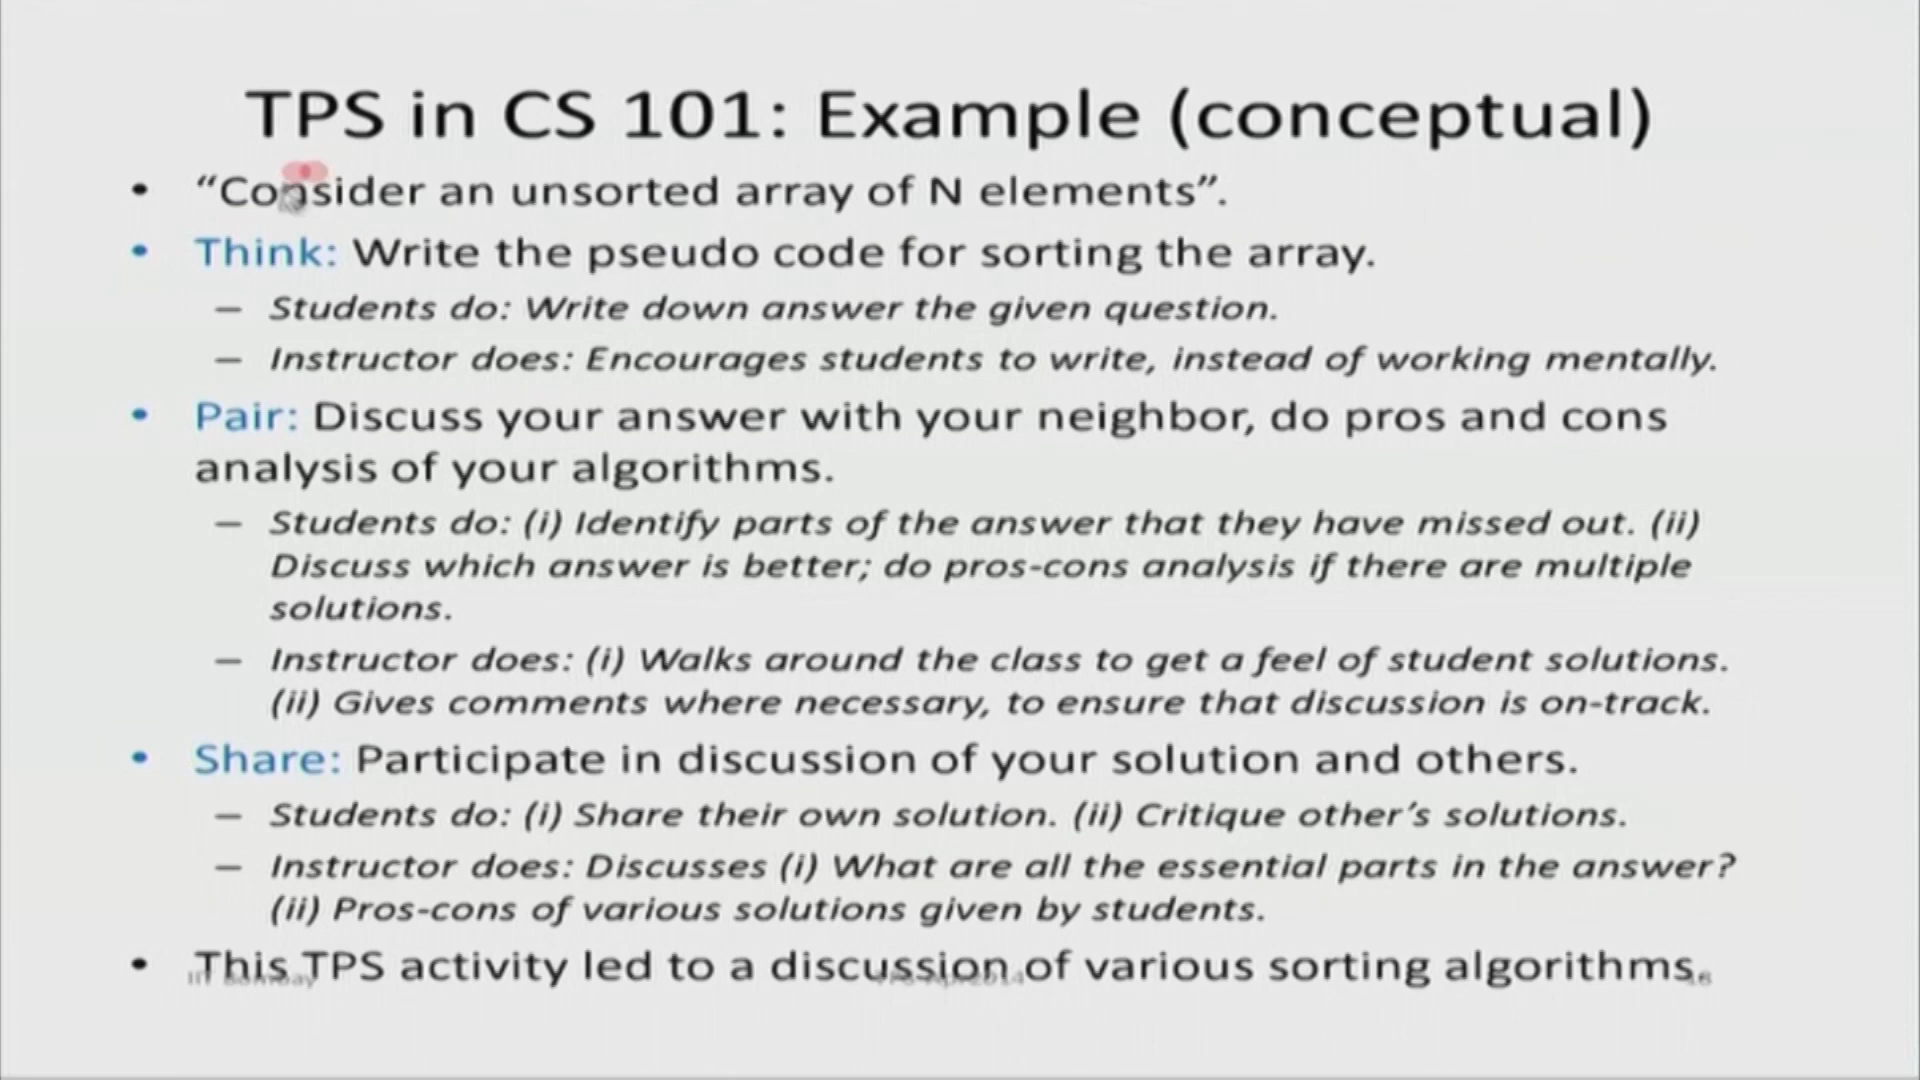 TPS in CS 101: Example (conceptual)
• “Consider an unsorted array of N elements”.
• Think: Write the pseudo code for sorting the array.
– Students do: Write down answer the given question.
– Instructor does: Encourages students to write, instead of working mentally.
• Pair: Discuss your answer with your neighbor, do pros and cons
analysis of your algorithms.
– Students do: (i) Identify parts of the answer that they have missed out. (ii)
Discuss which answer is better; do pros-cons analysis if there are multiple
solutions.
– Instructor does: (i) Walks around the class to get a feel of student solutions.
(ii) Gives comments where necessary, to ensure that discussion is on-track.
• Share: Participate in discussion of your solution and others.
– Students do: (i) Share their own solution. (ii) Critique other’s solutions.
– Instructor does: Discusses (i) What are all the essential parts in the answer?
(ii) Pros-cons of various solutions given by students.
• This TPS activity led to a discussion of various sorting algorithms.
IIT Bombay